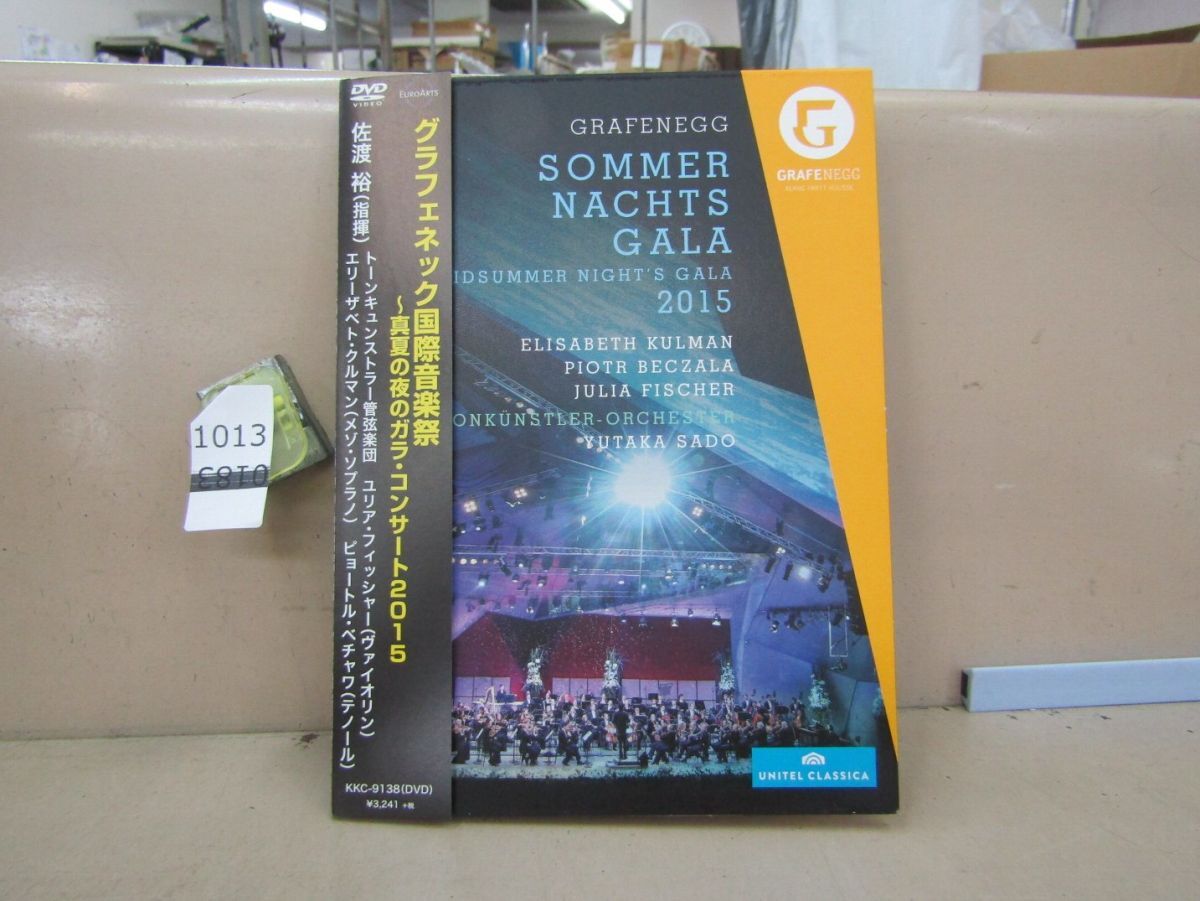 DVD
VIDEO
EUROARTS
グラフェネック国際音楽祭
～真夏の夜のガラ・コンサート2015
佐渡 裕(指揮) トーンキュンストラー管弦楽団 ユリア・フィッシャー(ヴァイオリン)
エリーザベト・クルマン(メゾ・ソプラノ) ピョートル・ベチャワ(テノール)
KKC-9138(DVD)
¥3,241 +税
GRAFENEGG
SOMMER
NACHTS
GALA
IDSUMMER NIGHT'S GALA
2015
ELISABETH KULMAN
PIOTR BECZALA
JULIA FISCHER
ONKÜNSTLER-ORCHESTER
YUTAKA SADO
G
GRAFENEGG
UNITEL CLASSICA
1013
0183